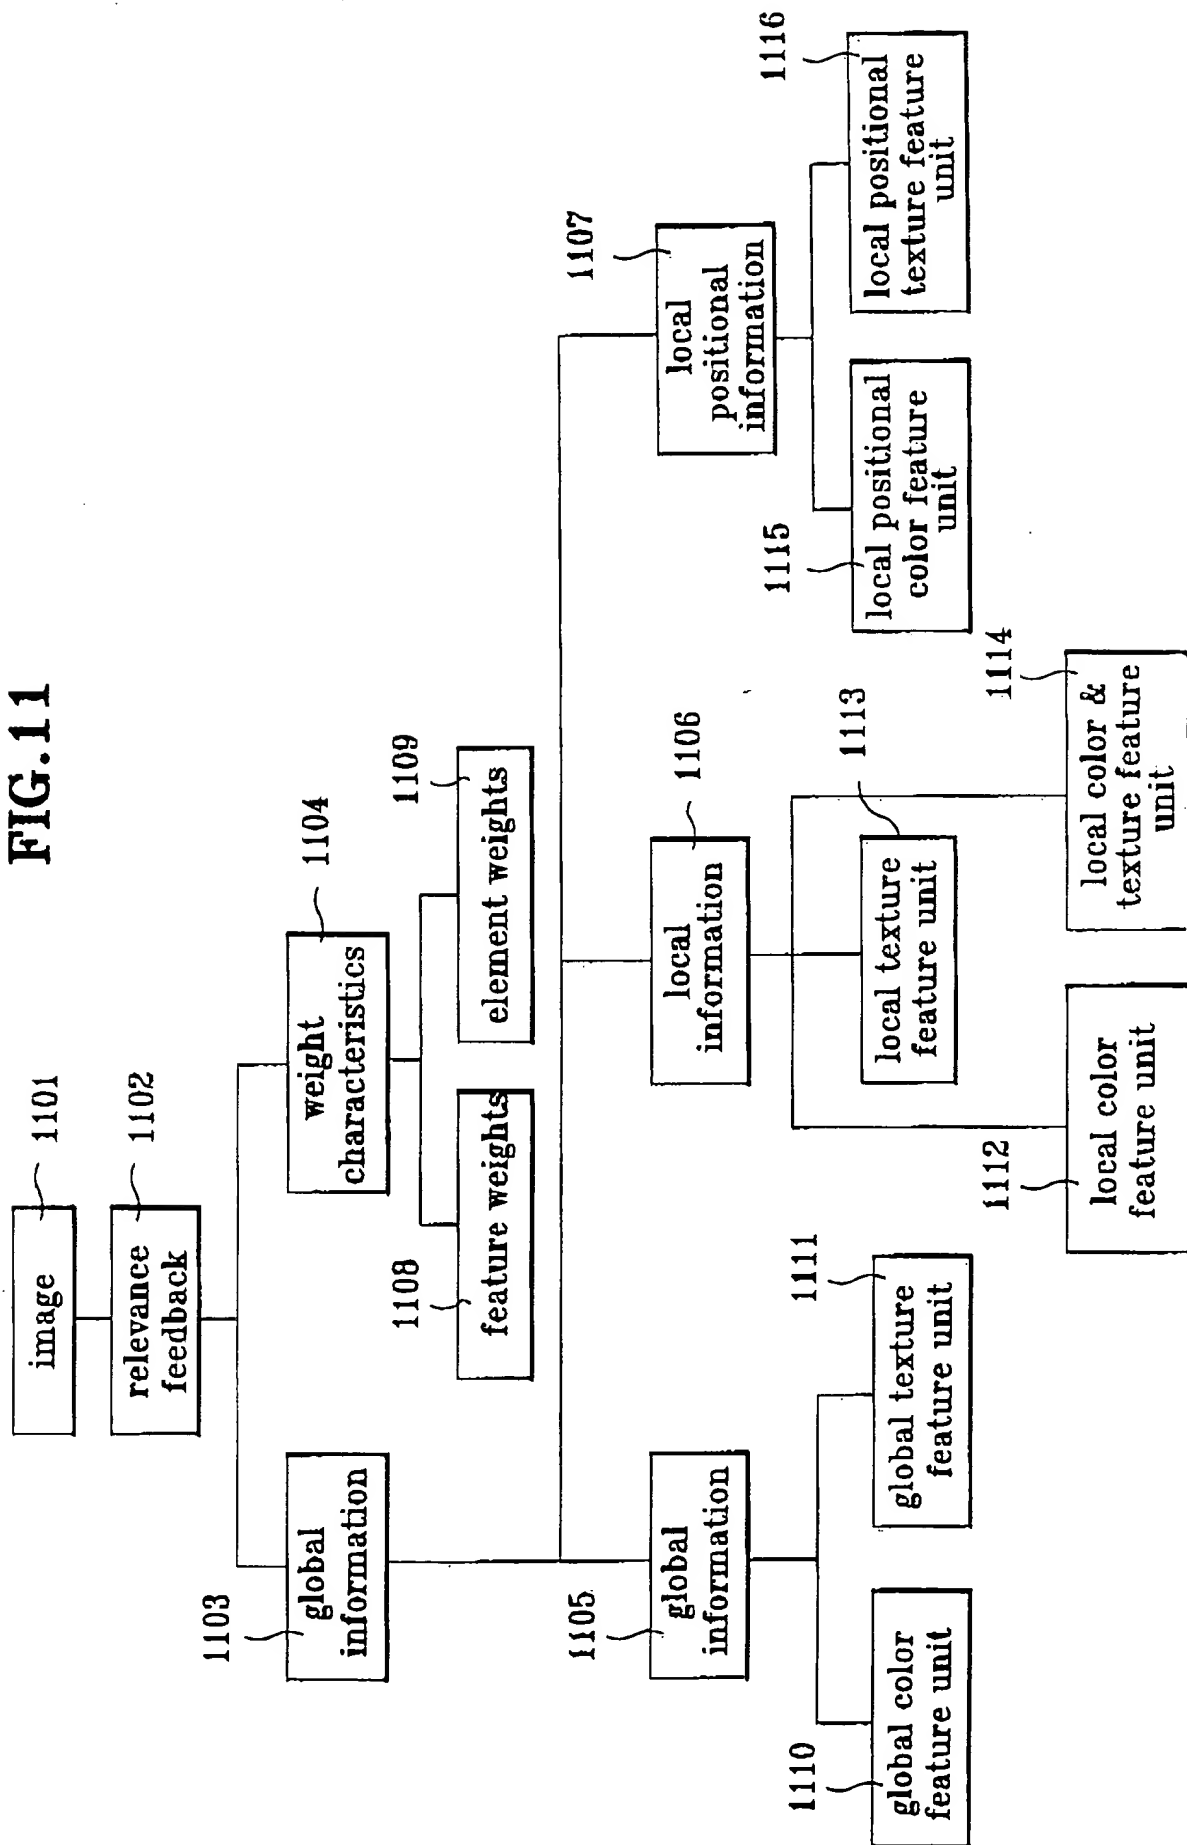 FIG.11
image
1101
relevance
feedback
1102
1103
global
information
weight
characteristics
1104
1108
feature weights
element weights
1109
1105
global
information
local
information
1106
local
positional
information
1107
1110
global color
feature unit
global texture
feature unit
1111
1112
local color
feature unit
local texture
feature unit
1113
local color &
texture feature
unit
1114
1115
local positional
color feature
unit
local positional
texture feature
unit
1116